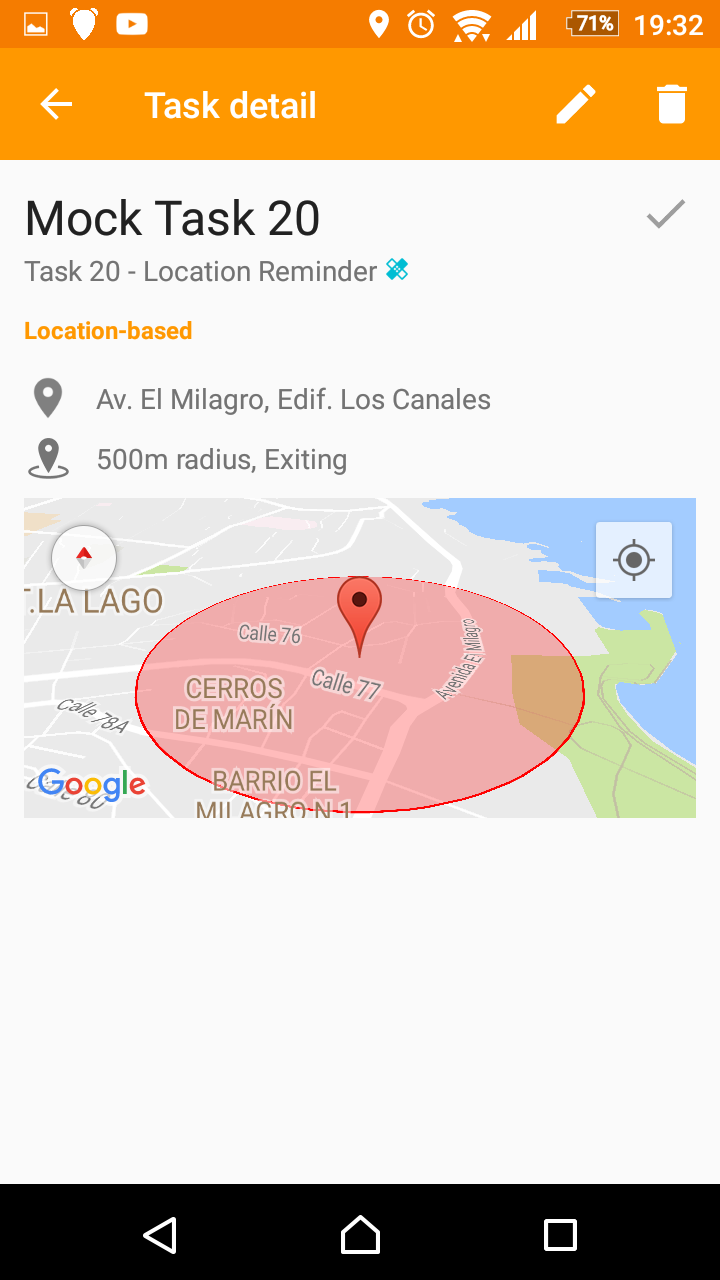 71% 19:32
Task detail
Mock Task 20
Task 20 - Location Reminder
Location-based
Av. El Milagro, Edif. Los Canales
500m radius, Exiting
T.LA LAGO
Calle 76
Avenida El Milagro
Calle 77
CERROS
DE MARÍN
Calle 78A
BARRIO EL
Google
MILAGRO N 1